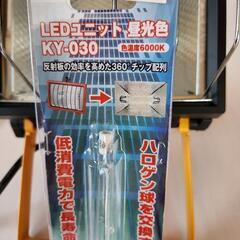 LEDユニット 昼光色
KY-030
色温度6000K
反射板の効率を高めた360°チップ配列
ハロゲン球を交換
低消費電力で長寿命